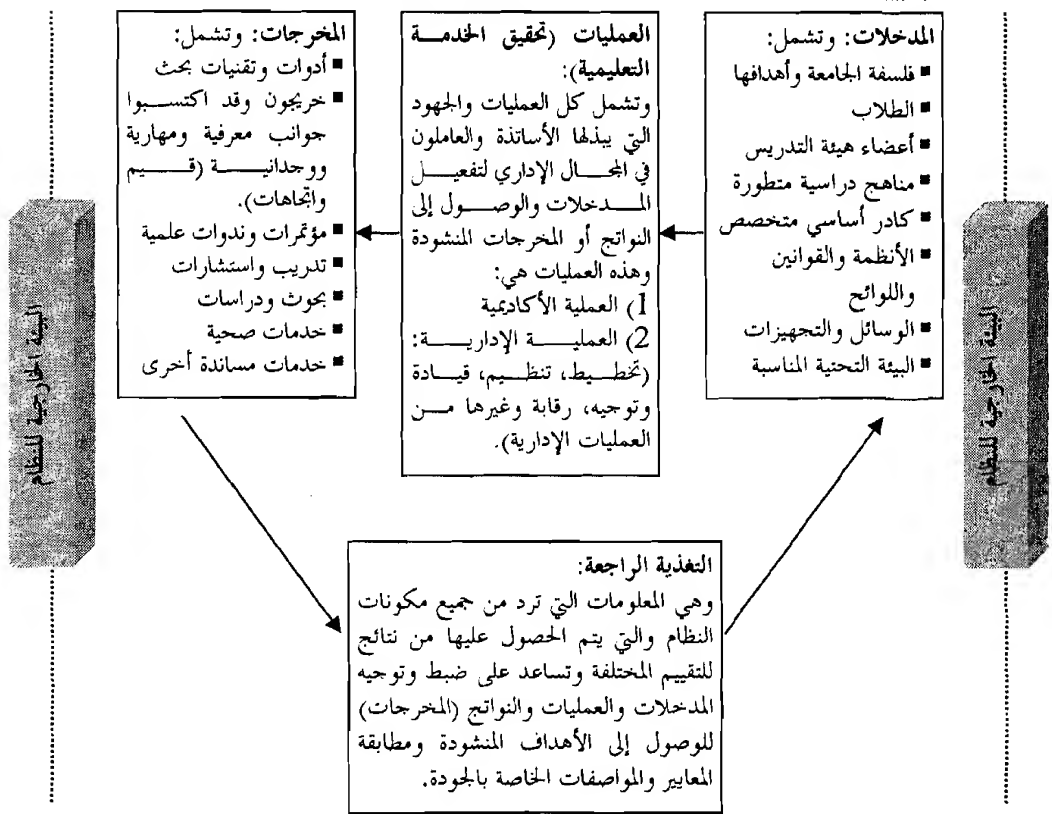 المدخلات: وتشمل:
▪ فلسفة الجامعة وأهدافها
▪ الطلاب
▪ أعضاء هيئة التدريس
▪ مناهج دراسية متطورة
▪ كادر أساسي متخصص
▪ الأنظمة والقوانين
واللوائح
▪ الوسائل والتجهيزات
▪ البيئة التحتية المناسبة
العمليات (تحقيق الخدمة
التعليمية):
وتشمل كل العمليات والجهود
التي يبذلها الأساتذة والعاملون
في المجال الإداري لتفعيل
المدخلات والوصول إلى
النواتج أو المخرجات المنشودة
وهذه العمليات هي:
1) العملية الأكاديمية
2) العملية الإدارية:
(تخطيط، تنظيم، قيادة
وتوجيه، رقابة وغيرها من
العمليات الإدارية).
المخرجات: وتشمل:
▪ أدوات وتقنيات بحث
▪ خريجون وقد اكتسبوا
جوانب معرفية ومهارية
ووجدانية (قيم
واتجاهات).
▪ مؤتمرات وندوات علمية
▪ تدريب واستشارات
▪ بحوث ودراسات
▪ خدمات صحية
▪ خدمات مساندة أخرى
البيئة الخارجية للنظام
البيئة الخارجية للنظام
التغذية الراجعة:
وهي المعلومات التي ترد من جميع مكونات
النظام والتي يتم الحصول عليها من نتائج
للتقييم المختلفة وتساعد على ضبط وتوجيه
المدخلات والعمليات والنواتج (المخرجات)
للوصول إلى الأهداف المنشودة ومطابقة
المعايير والمواصفات الخاصة بالجودة.